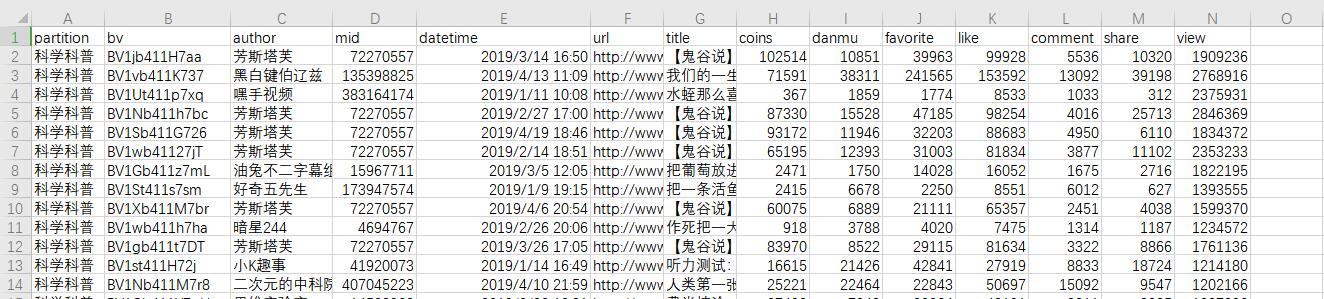 A B C D E F G H I J K L M N O
1 partition bv author mid datetime url title coins danmu favorite like comment share view
2 科学科普 BV1jb411H7aa 芳斯塔芙 72270557 2019/3/14 16:50 http://www 【鬼谷说】 102514 10851 39963 99928 5536 10320 1909236
3 科学科普 BV1vb411K737 黑白键伯辽兹 135398825 2019/4/13 11:09 http://www 我们的一生 71591 38311 241565 153592 13092 39198 2768916
4 科学科普 BV1Ut411p7xq 嘿手视频 383164174 2019/1/11 10:08 http://www 水蛭那么喜 367 1859 1774 8533 1033 312 2375931
5 科学科普 BV1Nb411h7bc 芳斯塔芙 72270557 2019/2/27 17:00 http://www 【鬼谷说】 87330 15528 47185 98254 4016 25713 2846369
6 科学科普 BV1Sb411G726 芳斯塔芙 72270557 2019/4/19 18:46 http://www 【鬼谷说】 93172 11946 32203 88683 4950 6110 1834372
7 科学科普 BV1wb41127jT 芳斯塔芙 72270557 2019/2/14 18:51 http://www 【鬼谷说】 65195 12393 31003 81834 3877 11102 2353233
8 科学科普 BV1Gb411z7mL 油兔不二字幕组 15967711 2019/3/5 12:05 http://www 把葡萄放进 2471 1750 14028 16052 1675 2716 1822195
9 科学科普 BV1St411s7sm 好奇五先生 173947574 2019/1/9 19:15 http://www 把一条活鱼 2415 6678 2250 8551 6012 627 1393555
10 科学科普 BV1Xb411M7br 芳斯塔芙 72270557 2019/4/6 20:54 http://www 【鬼谷说】 60075 6889 21111 65357 2451 4038 1599370
11 科学科普 BV1wb411h7ha 暗星244 4694767 2019/2/26 20:06 http://www 作死把一大 918 3788 4020 7475 1314 1187 1234572
12 科学科普 BV1gb411t7DT 芳斯塔芙 72270557 2019/3/26 17:05 http://www 【鬼谷说】 83970 8522 29115 81634 3322 8866 1761136
13 科学科普 BV1st411H72j 小K趣事 41920073 2019/1/14 16:49 http://www 听力测试： 16615 21426 42841 27919 8833 18724 1214180
14 科学科普 BV1Nb411M7r8 二次元的中科院 407045223 2019/4/10 21:59 http://www 人类第一张 25221 22464 22843 50697 15092 9547 1202166